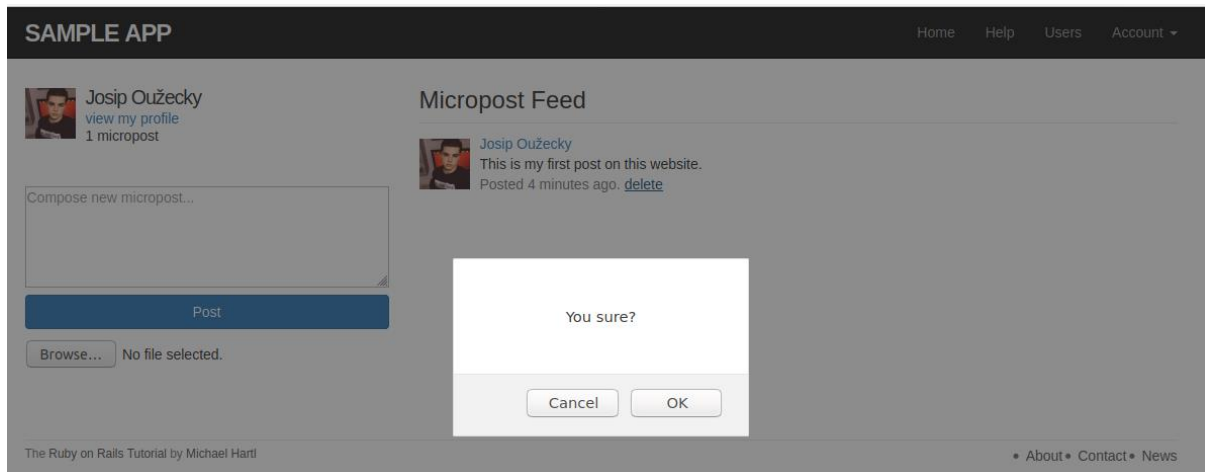 SAMPLE APP
Home Help Users Account
Josip Oužecky
view my profile
1 micropost
Compose new micropost...
Post
Browse... No file selected.
Micropost Feed
Josip Oužecky
This is my first post on this website.
Posted 4 minutes ago. delete
You sure?
Cancel OK
The Ruby on Rails Tutorial by Michael Hartl
• About • Contact • News